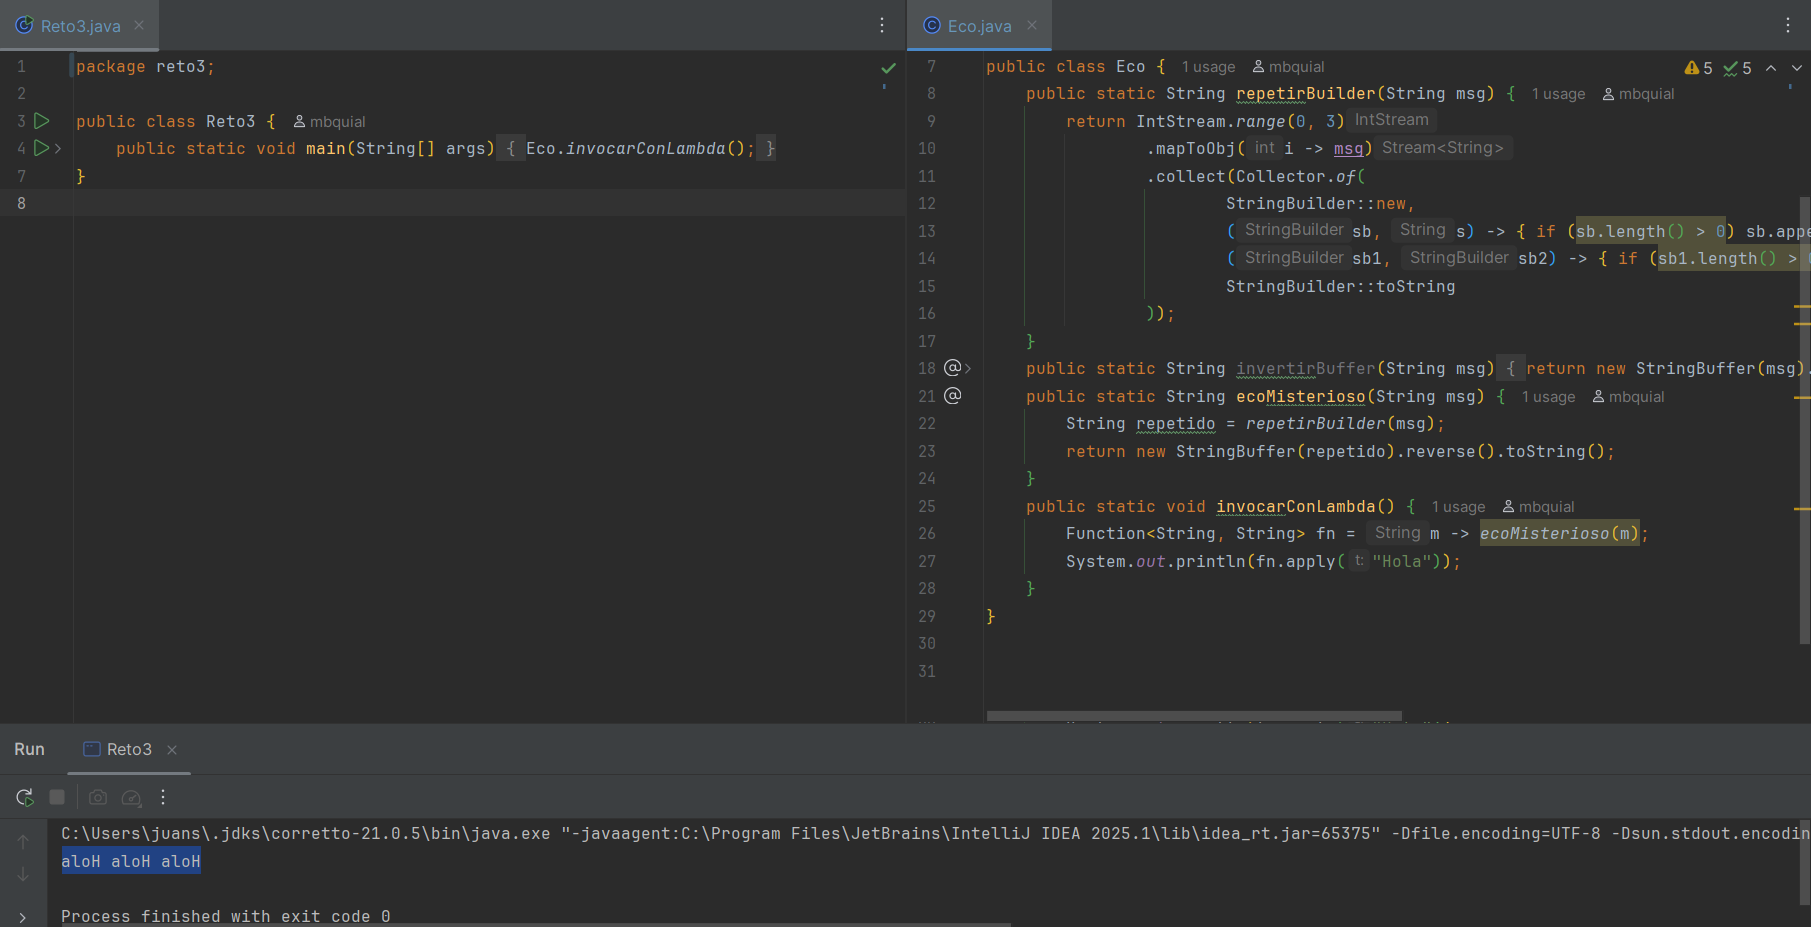 Reto3.java
Eco.java
1 package reto3;
2
3 public class Reto3 { mbquial
4 public static void main(String[] args) { Eco.invocarConLambda(); }
7 }
8
5 5
7 public class Eco { 1 usage mbquial
8 public static String repetirBuilder(String msg) { 1 usage mbquial
9 return IntStream.range(0, 3) IntStream
10 .mapToObj( int i -> msg) Stream<String>
11 .collect(Collector.of(
12 StringBuilder::new,
13 ( StringBuilder sb, String s) -> { if (sb.length() > 0) sb.appe
14 ( StringBuilder sb1, StringBuilder sb2) -> { if (sb1.length() >
15 StringBuilder::toString
16 ));
17 }
18 public static String invertirBuffer(String msg) { return new StringBuffer(msg).
21 public static String ecoMisterioso(String msg) { 1 usage mbquial
22 String repetido = repetirBuilder(msg);
23 return new StringBuffer(repetido).reverse().toString();
24 }
25 public static void invocarConLambda() { 1 usage mbquial
26 Function<String, String> fn = String m -> ecoMisterioso(m);
27 System.out.println(fn.apply( t: "Hola"));
28 }
29 }
30
31
Run Reto3
C:\Users\juans\.jdks\corretto-21.0.5\bin\java.exe "-javaagent:C:\Program Files\JetBrains\IntelliJ IDEA 2025.1\lib\idea_rt.jar=65375" -Dfile.encoding=UTF-8 -Dsun.stdout.encodin
aloH aloH aloH
Process finished with exit code 0